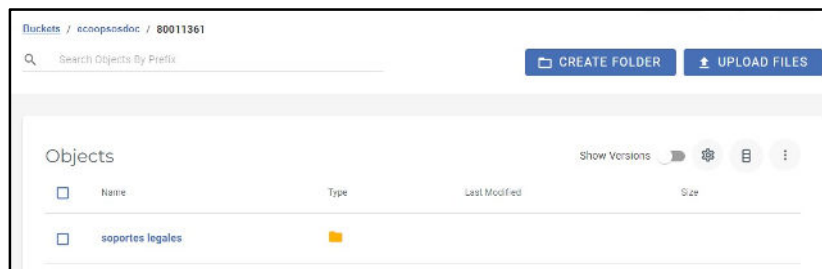 Buckets / ecoopsosdoc / 80011361
Search Objects By Prefix
CREATE FOLDER
UPLOAD FILES
Objects
Show Versions
Name Type Last Modified Size
soportes legales